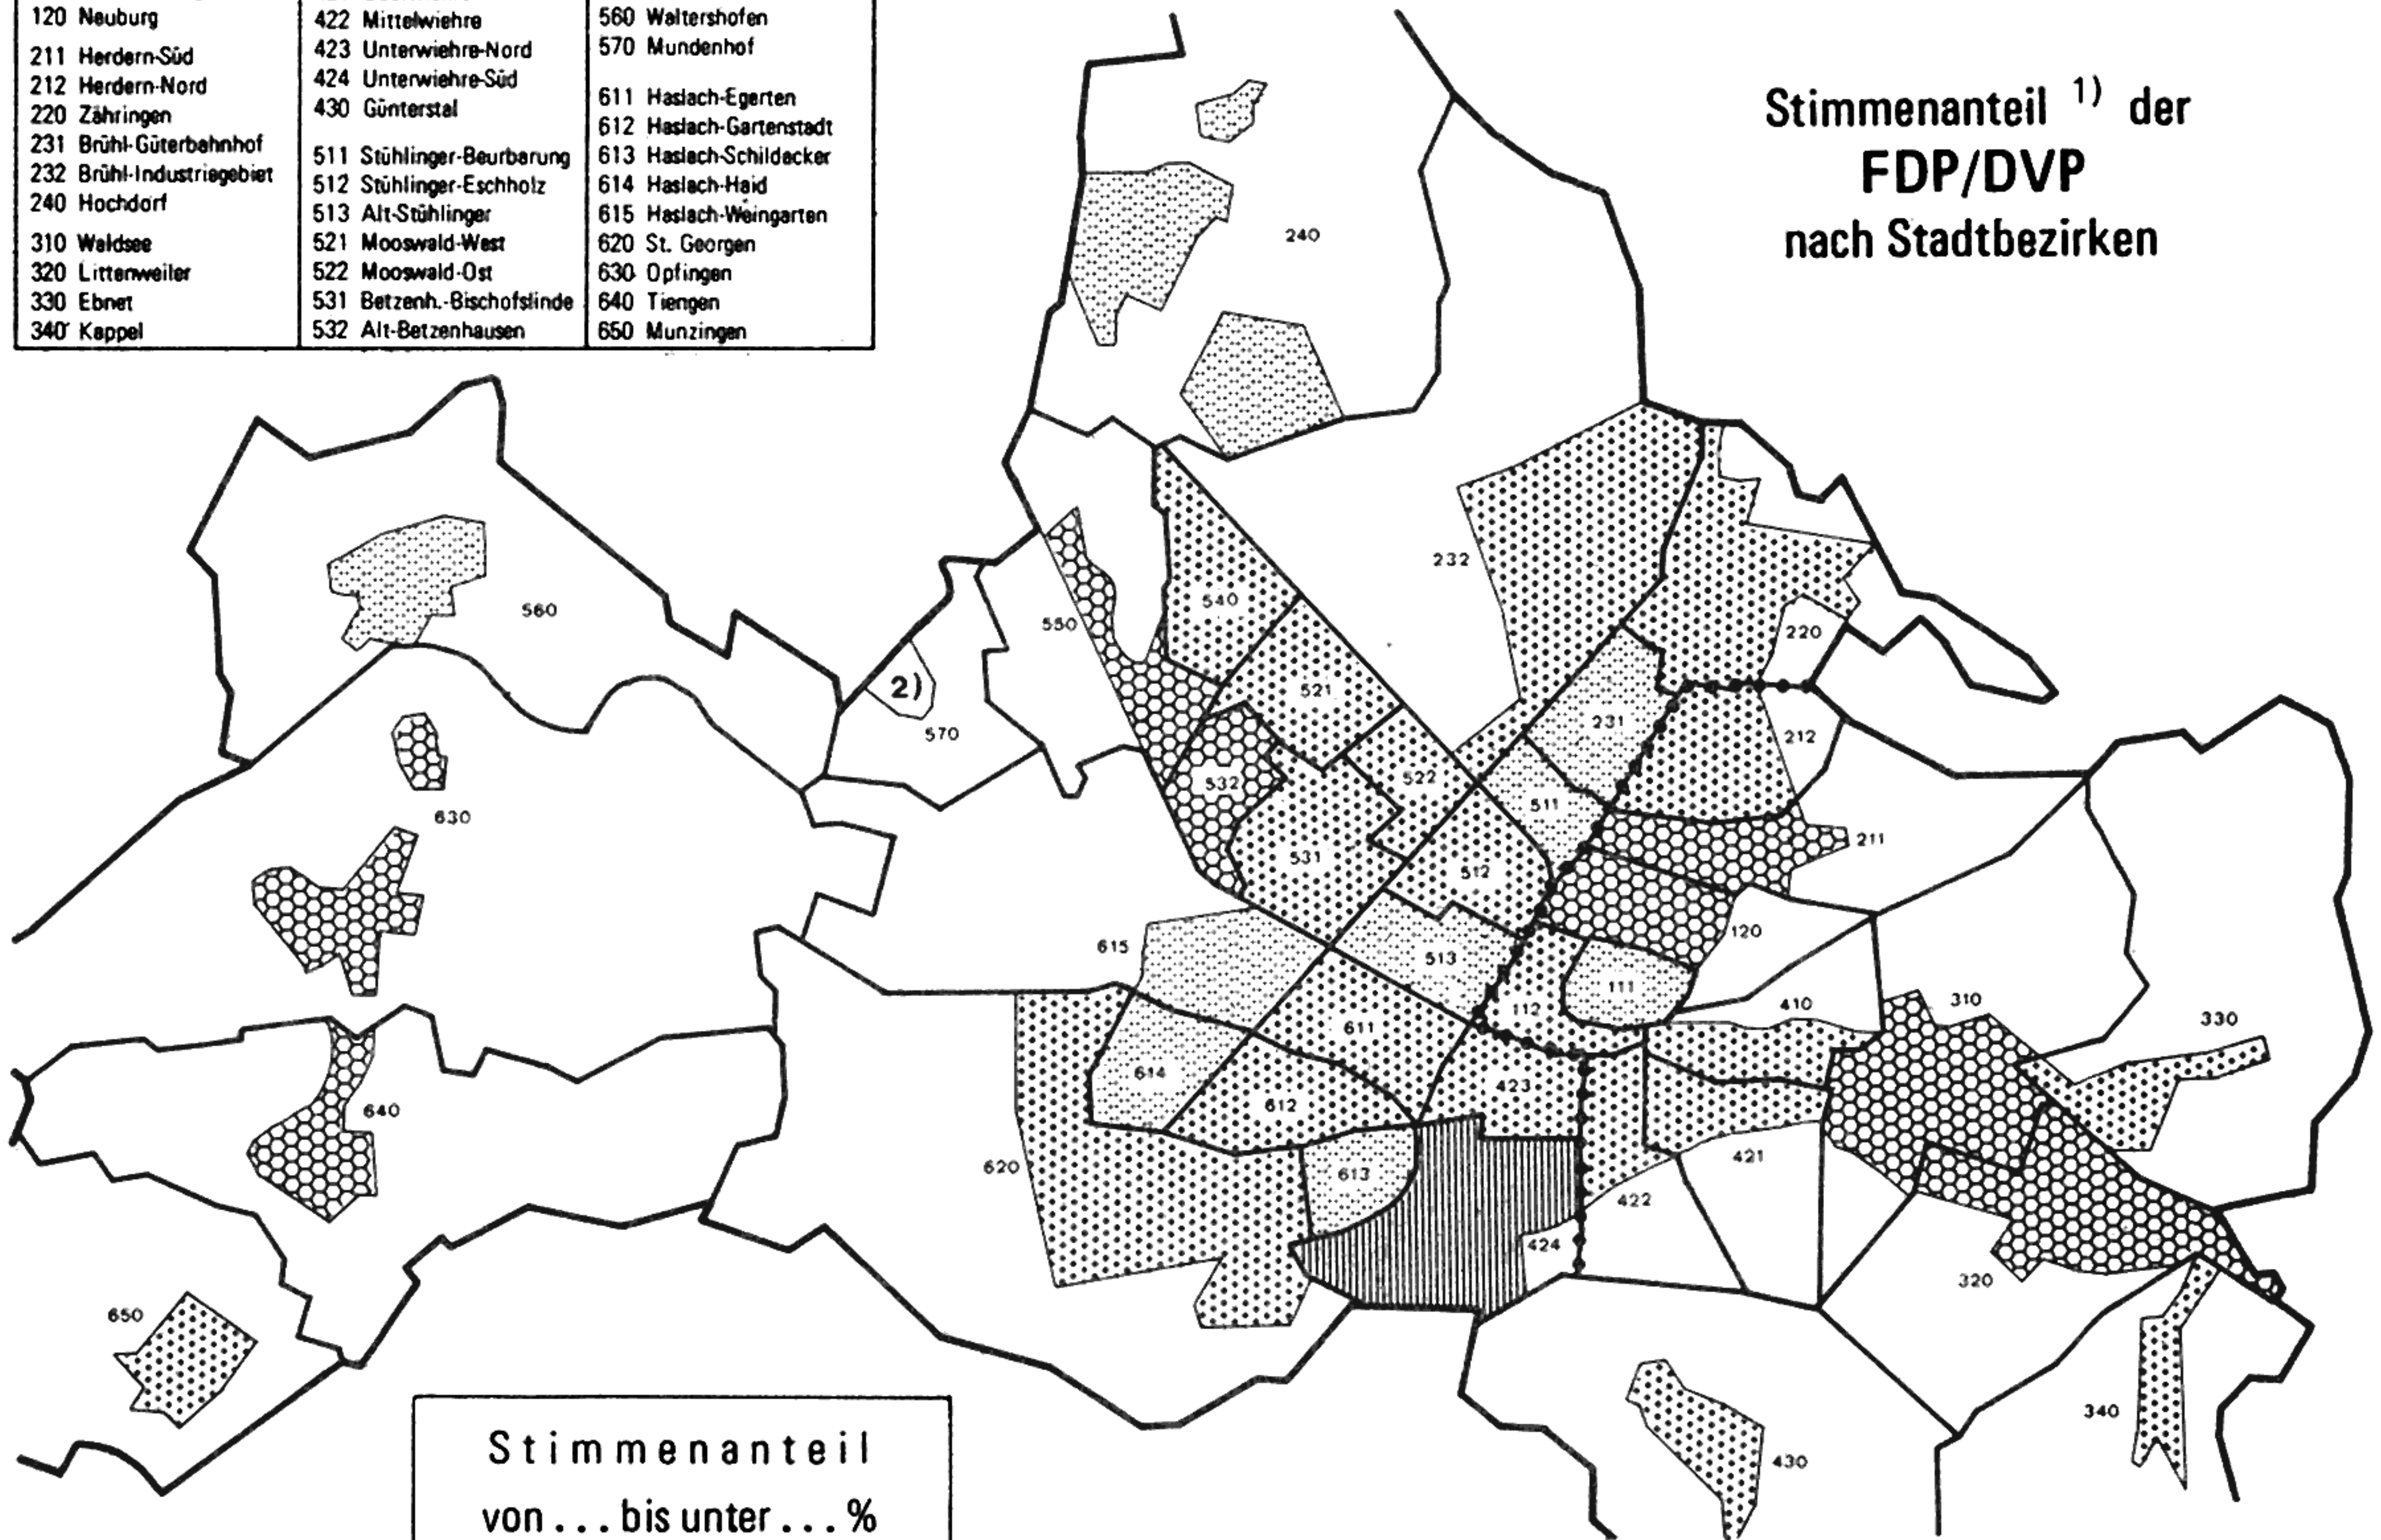 120 Neuburg
211 Herdern-Süd
212 Herdern-Nord
220 Zähringen
231 Brühl-Güterbahnhof
232 Brühl-Industriegebiet
240 Hochdorf
310 Waldsee
320 Littenweiler
330 Ebnet
340 Kappel
422 Mittelwiehre
423 Unterwiehre-Nord
424 Unterwiehre-Süd
430 Günterstal
511 Stühlinger-Beurbarung
512 Stühlinger-Eschholz
513 Alt-Stühlinger
521 Mooswald-West
522 Mooswald-Ost
531 Betzenh.-Bischofslinde
532 Alt-Betzenhausen
560 Waltershofen
570 Mundenhof
611 Haslach-Egerten
612 Haslach-Gartenstadt
613 Haslach-Schildacker
614 Haslach-Haid
615 Haslach-Weingarten
620 St. Georgen
630 Opfingen
640 Tiengen
650 Munzingen
Stimmenanteil 1) der
FDP/DVP
nach Stadtbezirken
240
232
540
560
550
220
521
2)
231
570
212
522
532
511
630
211
531
512
120
615
513
111
310
410
112
330
611
614
423
612
640
421
620
613
422
424
320
650
340
430
Stimmenanteil
von ... bis unter ... %